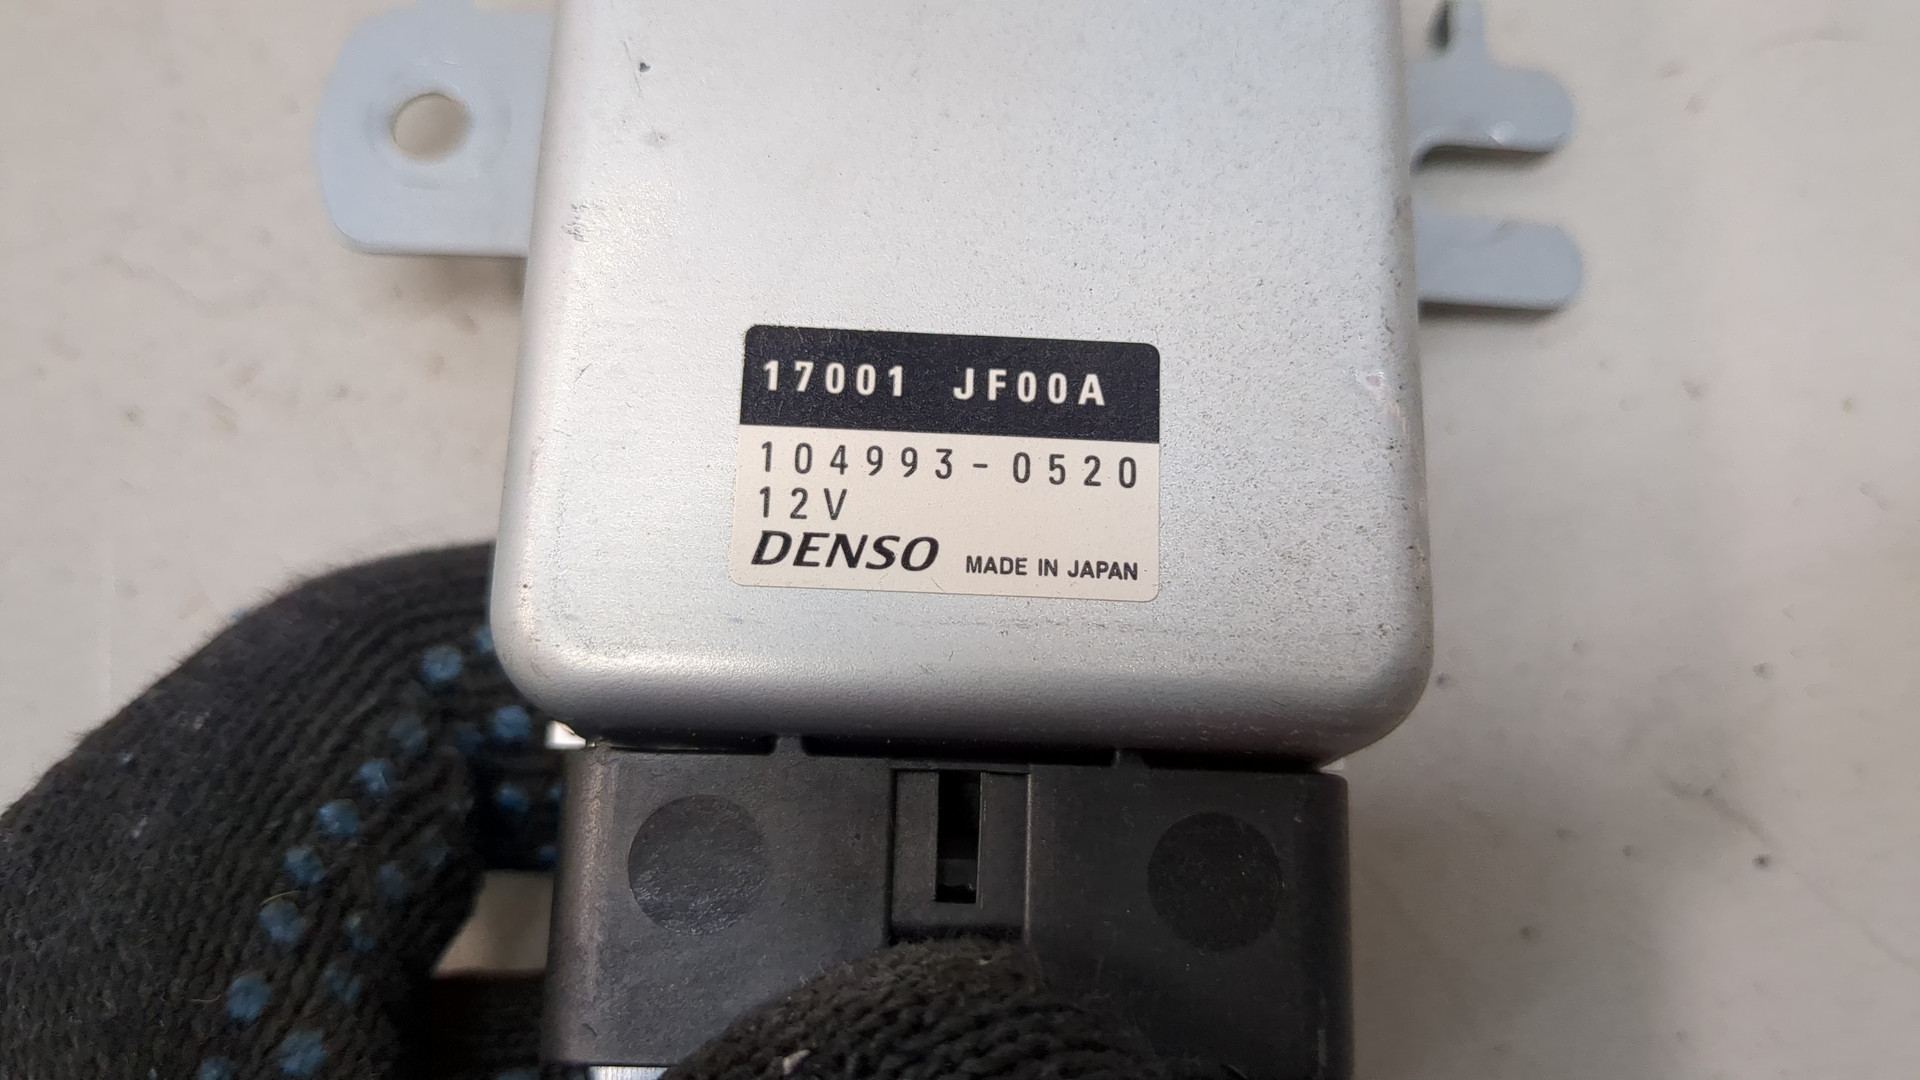 17001 JF00A
104993-0520
12V
DENSO MADE IN JAPAN